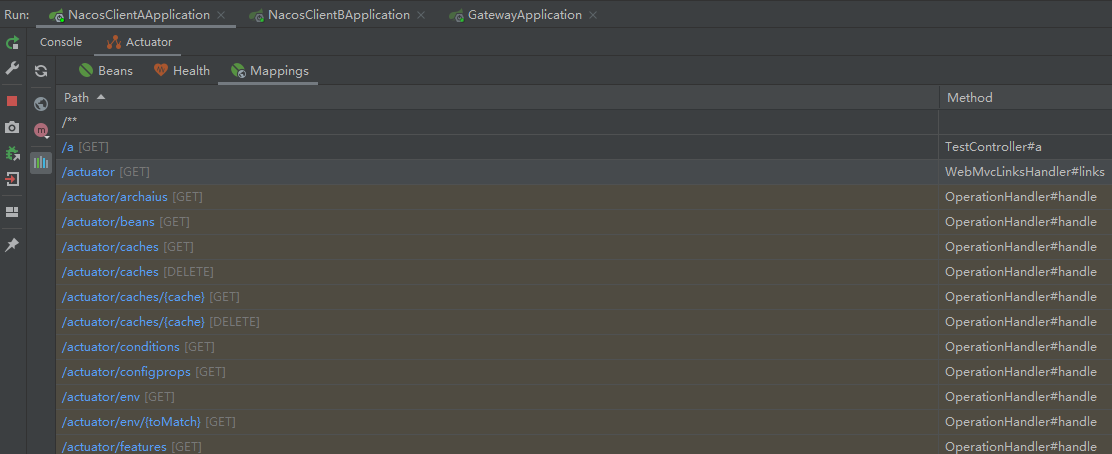 Run: NacosClientAApplication × NacosClientBApplication × GatewayApplication ×
Console Actuator
Beans Health Mappings
Path Method
/**
/a [GET] TestController#a
/actuator [GET] WebMvcLinksHandler#links
/actuator/archaius [GET] OperationHandler#handle
/actuator/beans [GET] OperationHandler#handle
/actuator/caches [GET] OperationHandler#handle
/actuator/caches [DELETE] OperationHandler#handle
/actuator/caches/{cache} [GET] OperationHandler#handle
/actuator/caches/{cache} [DELETE] OperationHandler#handle
/actuator/conditions [GET] OperationHandler#handle
/actuator/configprops [GET] OperationHandler#handle
/actuator/env [GET] OperationHandler#handle
/actuator/env/{toMatch} [GET] OperationHandler#handle
/actuator/features [GET] OperationHandler#handle